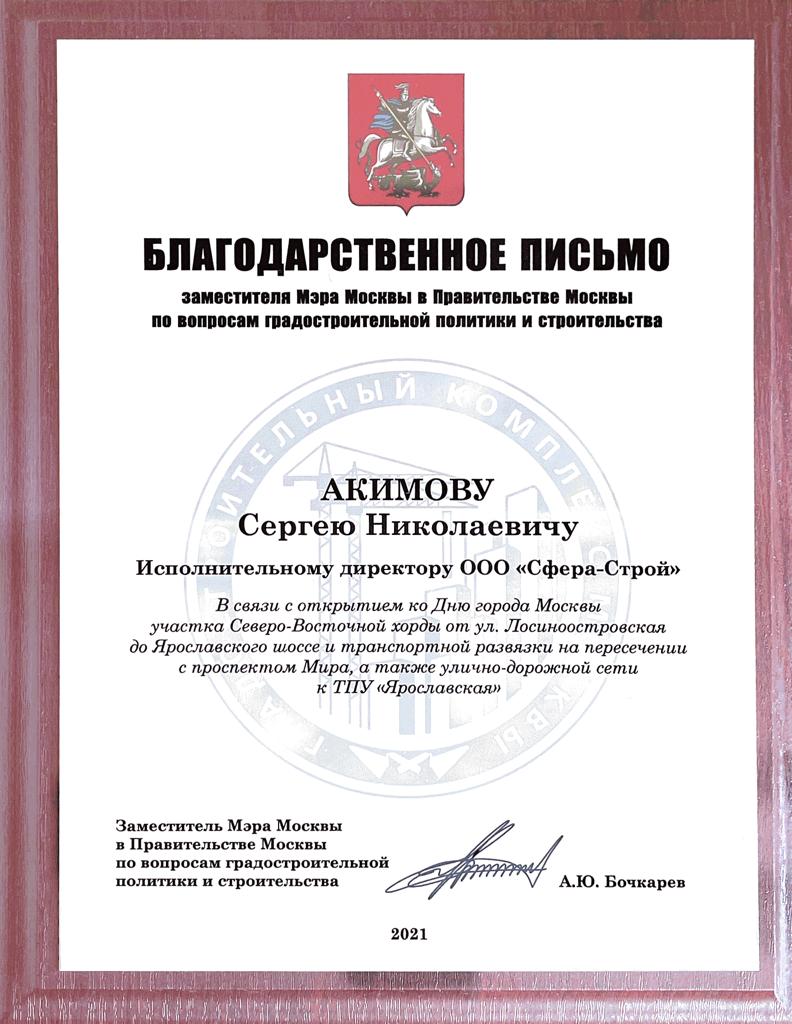 БЛАГОДАРСТВЕННОЕ ПИСЬМО
заместителя Мэра Москвы в Правительстве Москвы
по вопросам градостроительной политики и строительства
АКИМОВУ
Сергею Николаевичу
Исполнительному директору ООО «Сфера-Строй»
В связи с открытием ко Дню города Москвы
участка Северо-Восточной хорды от ул. Лосиноостровская
до Ярославского шоссе и транспортной развязки на пересечении
с проспектом Мира, а также улично-дорожной сети
к ТПУ «Ярославская»
Заместитель Мэра Москвы
в Правительстве Москвы
по вопросам градостроительной
политики и строительства
А.Ю. Бочкарев
2021